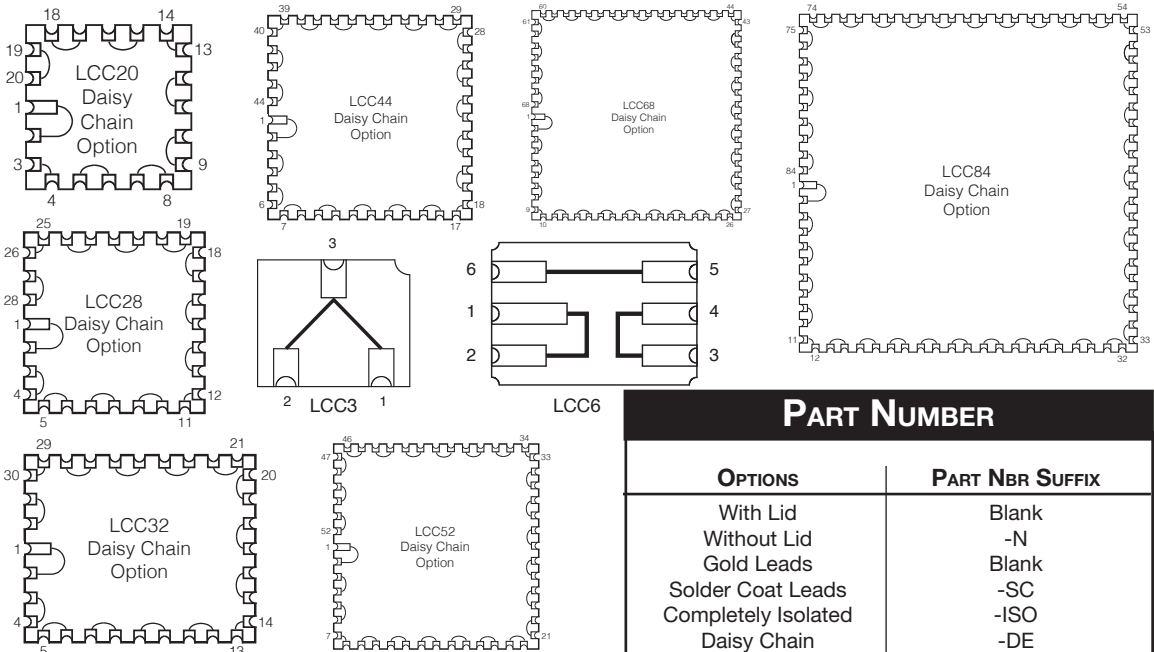 18 14
19 13
20
1
3 9
4 8
LCC20
Daisy
Chain
Option
39 29
40 28
44
1
6 18
7 17
LCC44
Daisy Chain
Option
60 44
61 43
68
1
9 27
10 26
LCC68
Daisy Chain
Option
74 54
75 53
84
1
11 33
12 32
LCC84
Daisy Chain
Option
25 19
26 18
28
1
4 12
5 11
LCC28
Daisy Chain
Option
3
2 1
LCC3
6 5
1 4
2 3
LCC6
29 21
30 20
1
4 14
5 13
LCC32
Daisy Chain
Option
46 34
47 33
52
1
7 21
LCC52
Daisy Chain
Option
PART NUMBER
OPTIONS PART NBR SUFFIX
With Lid Blank
Without Lid -N
Gold Leads Blank
Solder Coat Leads -SC
Completely Isolated -ISO
Daisy Chain -DE